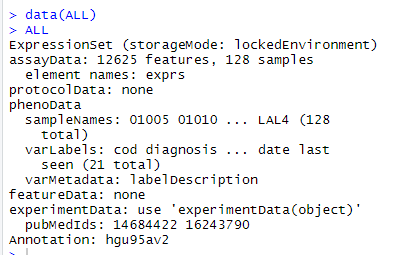 > data(ALL)
> ALL
ExpressionSet (storageMode: lockedEnvironment)
assayData: 12625 features, 128 samples
  element names: exprs
protocolData: none
phenoData
  sampleNames: 01005 01010 ... LAL4 (128
    total)
  varLabels: cod diagnosis ... date last
    seen (21 total)
  varMetadata: labelDescription
featureData: none
experimentData: use 'experimentData(object)'
  pubMedIds: 14684422 16243790
Annotation: hgu95av2
>